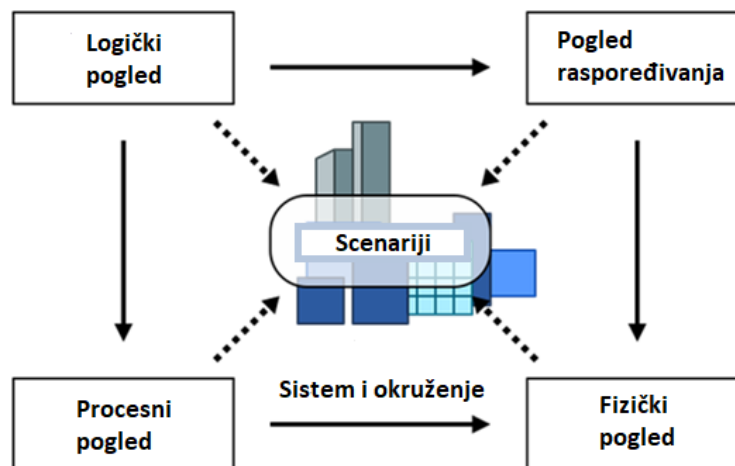 Logički
pogled
Pogled
raspoređivanja
Scenariji
Sistem i okruženje
Procesni
pogled
Fizički
pogled